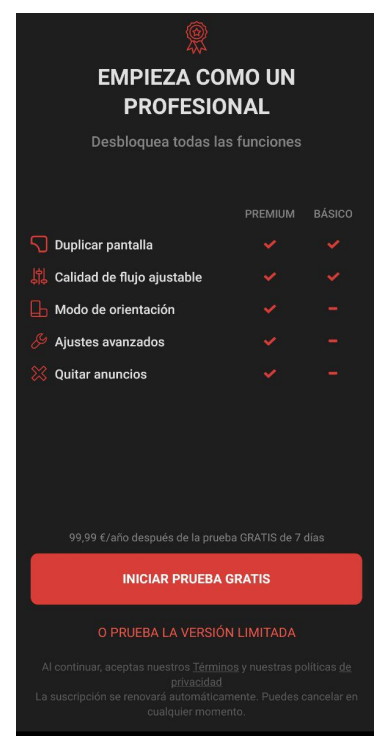 EMPIEZA COMO UN
PROFESIONAL
Desbloquea todas las funciones
PREMIUM BÁSICO
Duplicar pantalla
Calidad de flujo ajustable
Modo de orientación
Ajustes avanzados
Quitar anuncios
99,99 €/año después de la prueba GRATIS de 7 días
INICIAR PRUEBA GRATIS
O PRUEBA LA VERSIÓN LIMITADA
Al continuar, aceptas nuestros Términos y nuestras políticas de
privacidad
La suscripción se renovará automáticamente. Puedes cancelar en
cualquier momento.